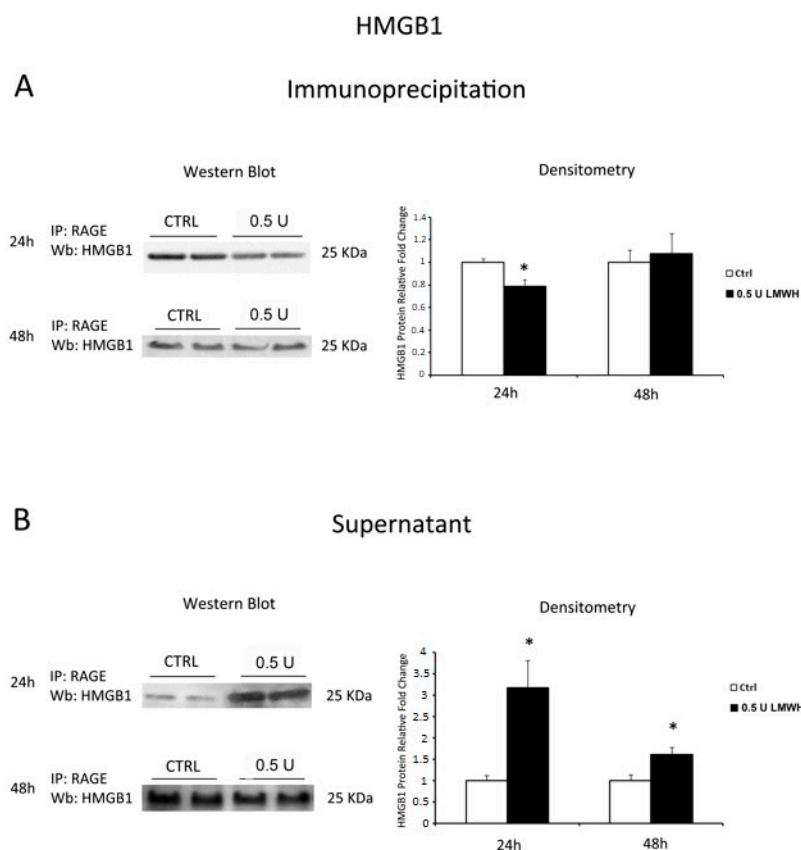 HMGB1
A
Immunoprecipitation
Western Blot
24h
IP: RAGE
Wb: HMGB1
CTRL
0.5 U
25 KDa
48h
IP: RAGE
Wb: HMGB1
CTRL
0.5 U
25 KDa
Densitometry
HMGB1 Protein Relative Fold Change
1.4
1.2
1
0.8
0.6
0.4
0.2
0
*
24h
48h
Ctrl
0.5 U LMWH
B
Supernatant
Western Blot
24h
IP: RAGE
Wb: HMGB1
CTRL
0.5 U
25 KDa
48h
IP: RAGE
Wb: HMGB1
CTRL
0.5 U
25 KDa
Densitometry
HMGB1 Protein Relative Fold Change
4
3.5
3
2.5
2
1.5
1
0.5
0
*
*
24h
48h
Ctrl
0.5 U LMWH